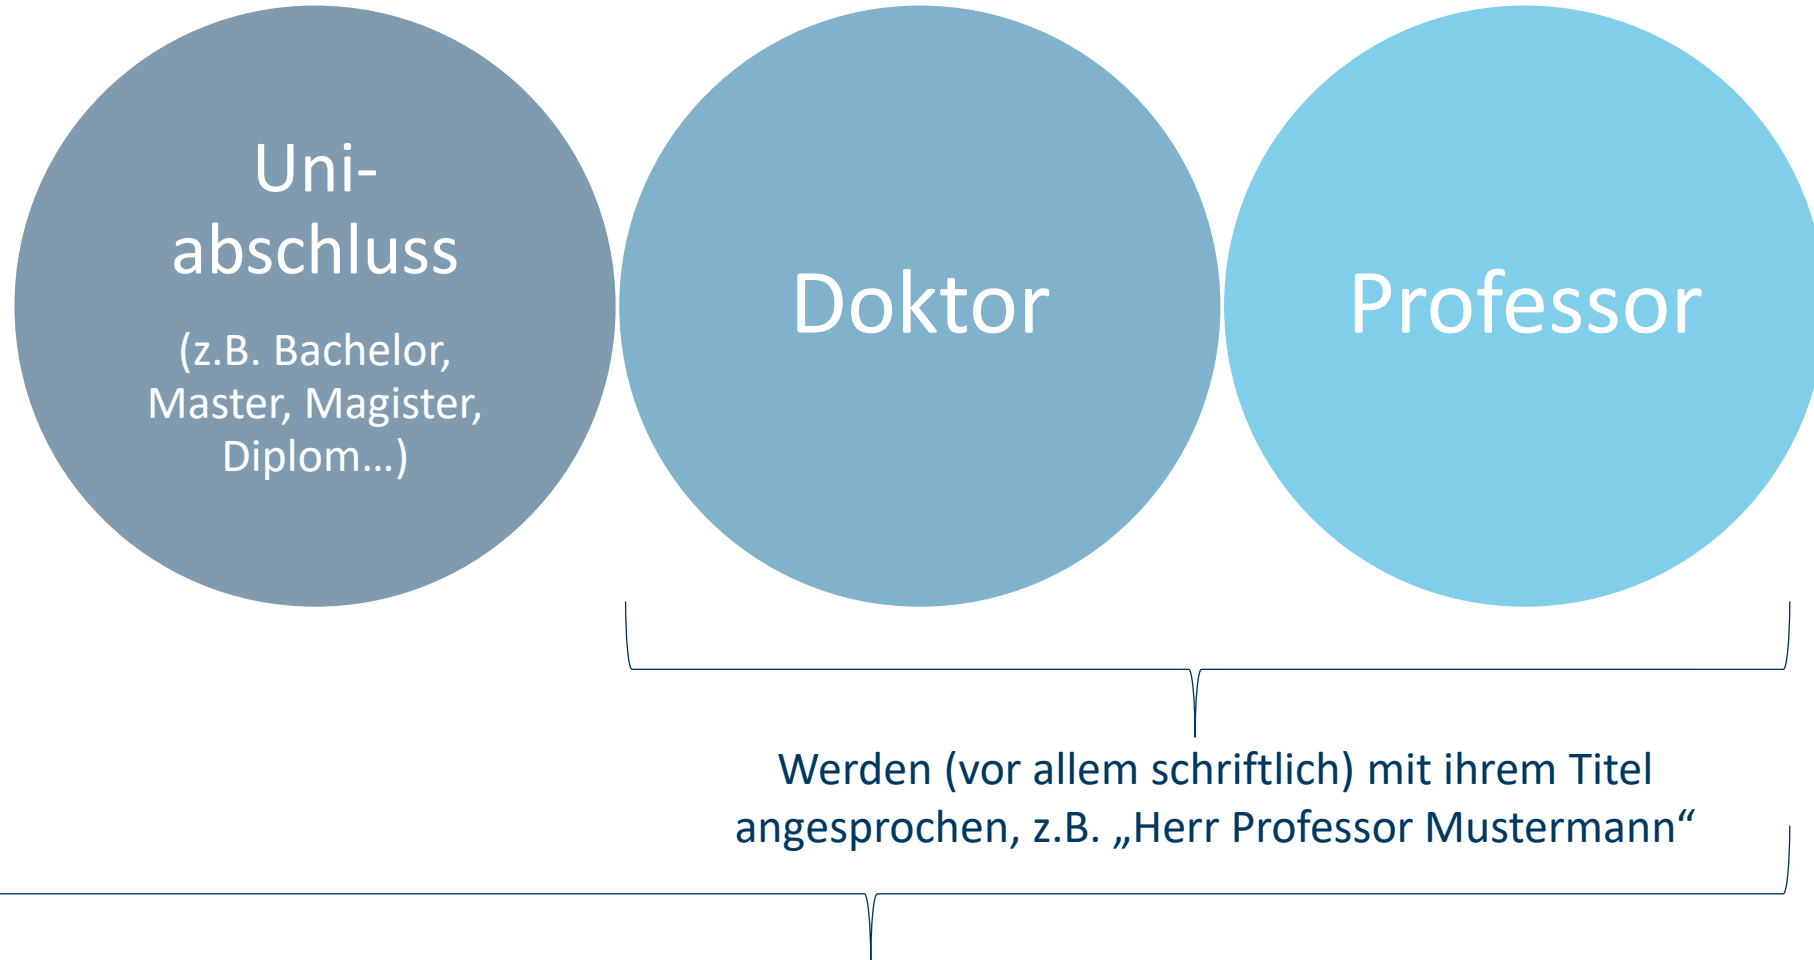 Uni-
abschluss
(z.B. Bachelor,
Master, Magister,
Diplom…)
Doktor
Professor
Werden (vor allem schriftlich) mit ihrem Titel
angesprochen, z.B. „Herr Professor Mustermann“